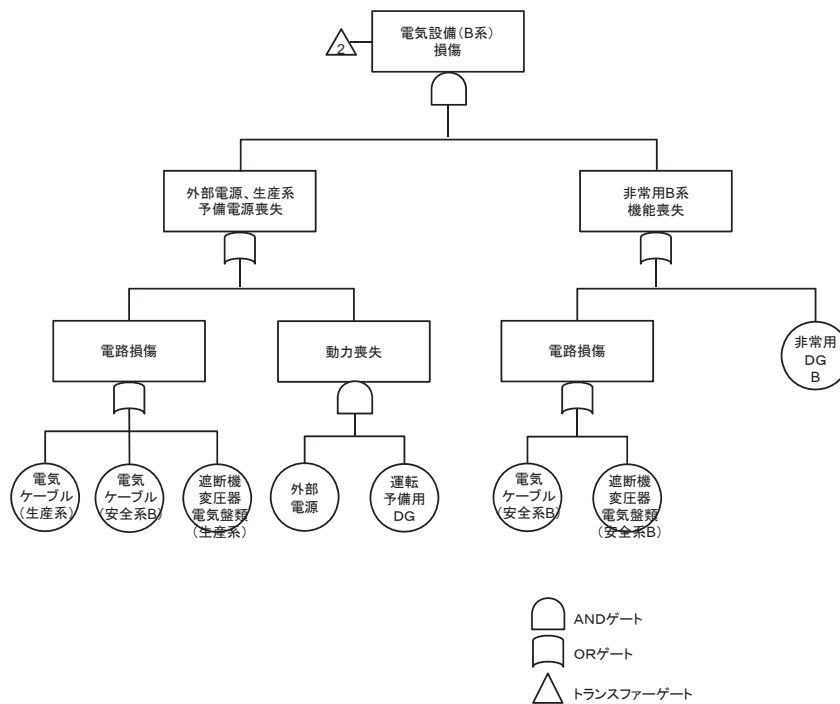 2
電気設備(B系)
損傷
外部電源、生産系
予備電源喪失
非常用B系
機能喪失
電路損傷
動力喪失
電路損傷
非常用
DG
B
電気
ケーブル
(生産系)
電気
ケーブル
(安全系B)
遮断機
変圧器
電気盤類
(生産系)
外部
電源
運転
予備用
DG
電気
ケーブル
(安全系B)
遮断機
変圧器
電気盤類
(安全系B)
ANDゲート
ORゲート
トランスファーゲート